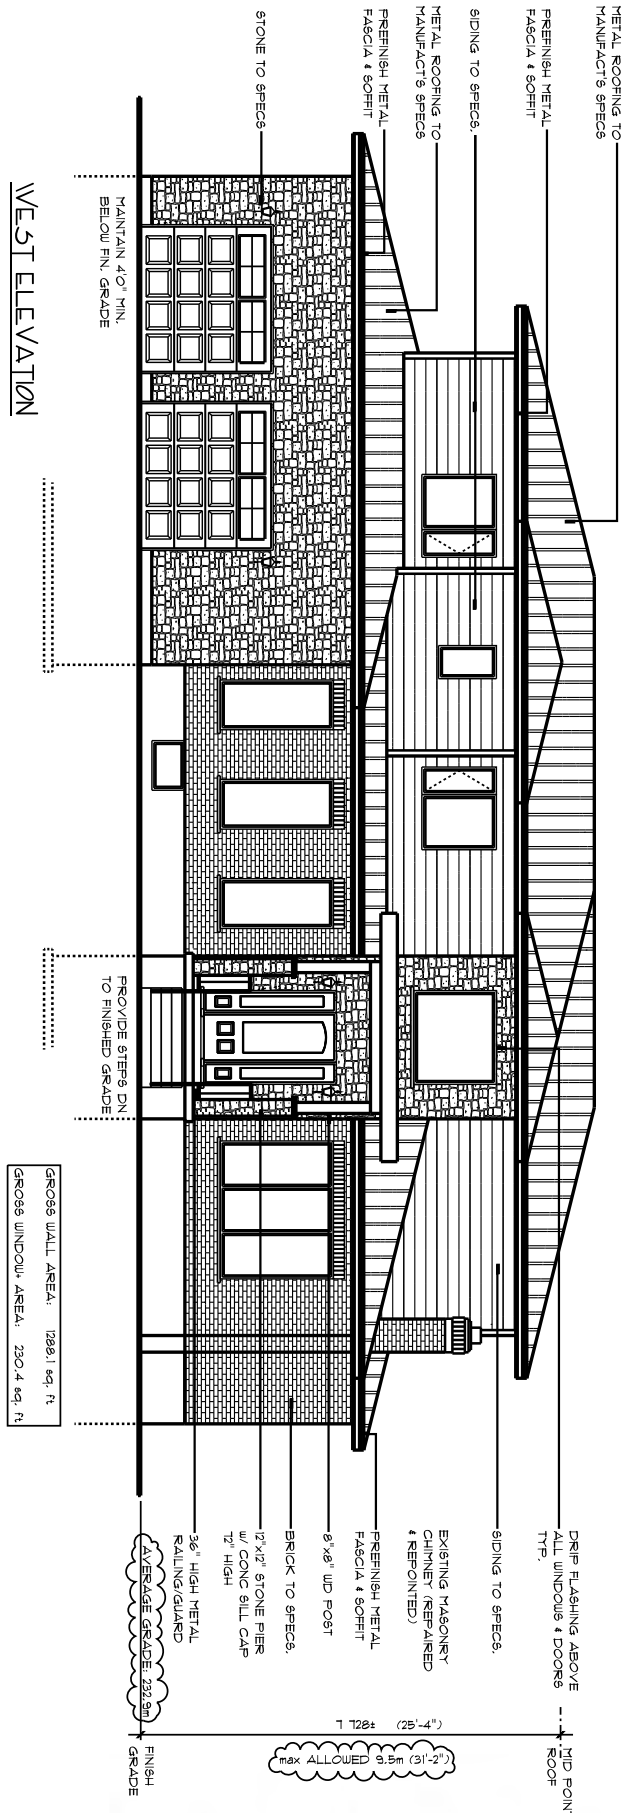 METAL ROOFING TO
MANUFACT'S SPECS
PREFINISH METAL
FASCIA & SOFFIT
SIDING TO SPECS.
METAL ROOFING TO
MANUFACT'S SPECS
PREFINISH METAL
FASCIA & SOFFIT
STONE TO SPECS
MAINTAIN 4'0" MIN.
BELOW FIN. GRADE
WEST ELEVATION
PROVIDE STEPS DN
TO FINISHED GRADE
GROSS WALL AREA: 1288.1 sq. ft
GROSS WINDOW+ AREA: 230.4 sq. ft
DRIP FLASHING ABOVE
ALL WINDOWS & DOORS
TYP.
SIDING TO SPECS.
EXISTING MASONRY
CHIMNEY (REPAIRED
& REPOINTED)
PREFINISH METAL
FASCIA & SOFFIT
8"x8" WD POST
BRICK TO SPECS.
12"x12" STONE PIER
W/ CONC SILL CAP
72" HIGH
36" HIGH METAL
RAILING/GUARD
AVERAGE GRADE: 232.9m
MID POIN
ROOF
7 728± (25'-4")
max ALLOWED 9.5m (31'-2")
FINISH
GRADE